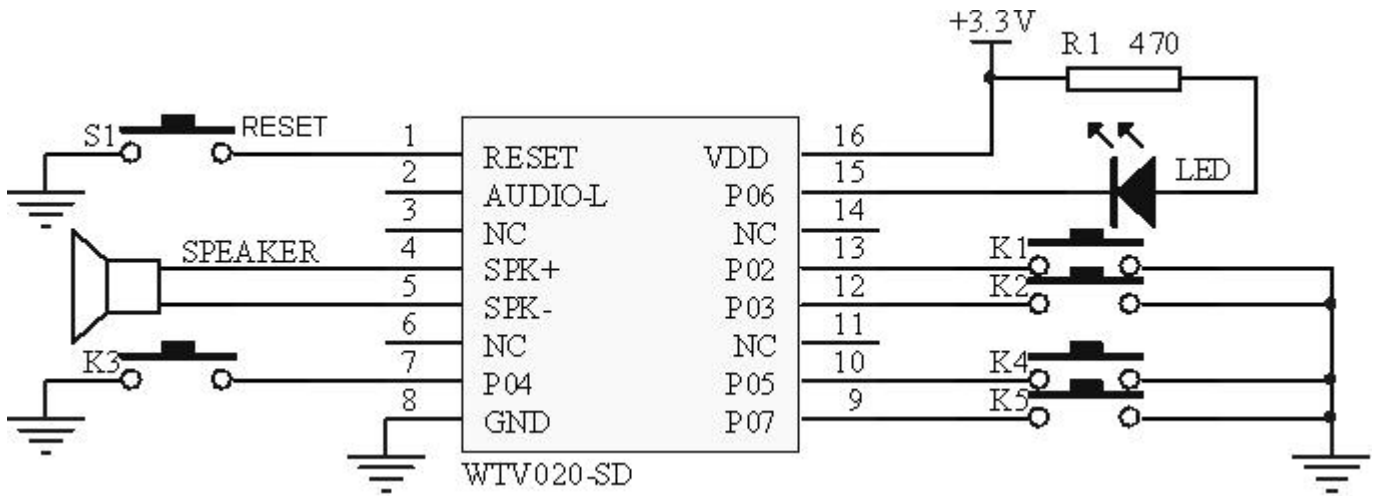 +3.3V
R1 470
S1 RESET
1 RESET VDD 16
2 AUDIO-L P06 15 LED
3 NC NC 14
SPEAKER 4 SPK+ P02 13 K1
5 SPK- P03 12 K2
6 NC NC 11
K3 7 P04 P05 10 K4
8 GND P07 9 K5
WTV020-SD